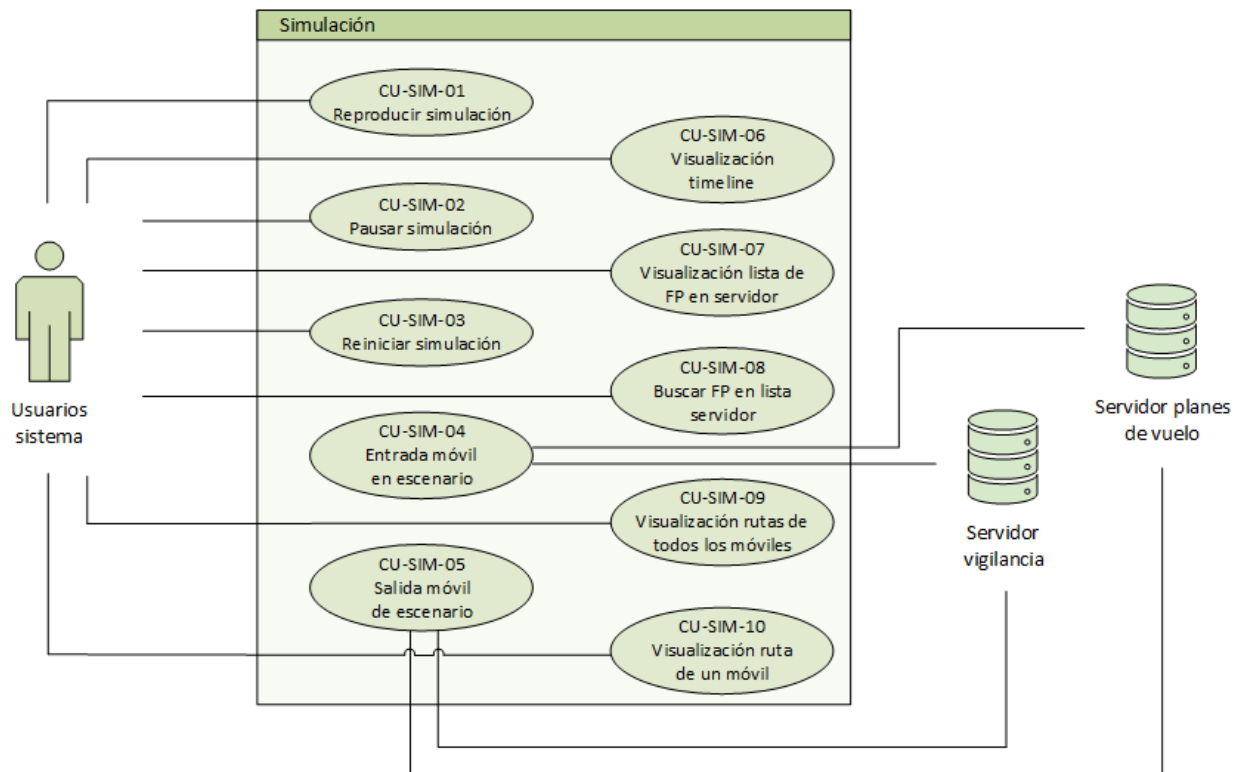 Simulación
CU-SIM-01
Reproducir simulación
CU-SIM-06
Visualización
timeline
CU-SIM-02
Pausar simulación
CU-SIM-07
Visualización lista de
FP en servidor
CU-SIM-03
Reiniciar simulación
CU-SIM-08
Buscar FP en lista
servidor
Usuarios
sistema
Servidor planes
de vuelo
CU-SIM-04
Entrada móvil
en escenario
CU-SIM-09
Visualización rutas de
todos los móviles
Servidor
vigilancia
CU-SIM-05
Salida móvil
de escenario
CU-SIM-10
Visualización ruta
de un móvil